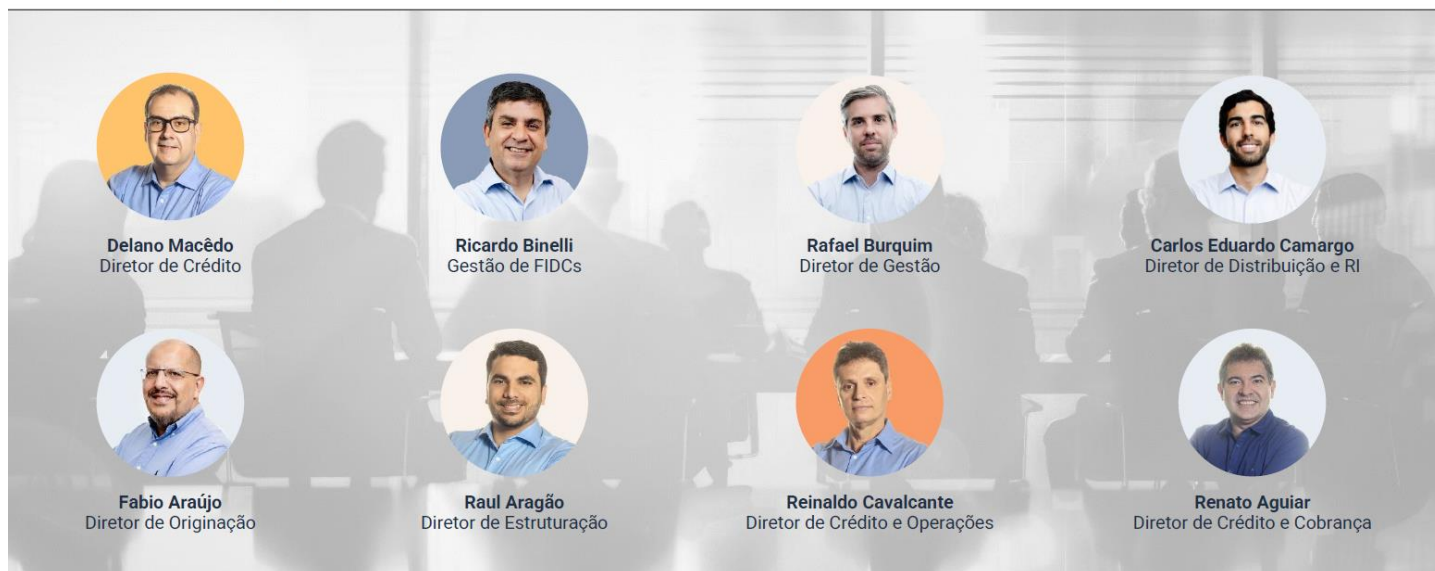 Delano Macêdo
Diretor de Crédito
Ricardo Binelli
Gestão de FIDCs
Rafael Burquim
Diretor de Gestão
Carlos Eduardo Camargo
Diretor de Distribuição e RI
Fabio Araújo
Diretor de Originação
Raul Aragão
Diretor de Estruturação
Reinaldo Cavalcante
Diretor de Crédito e Operações
Renato Aguiar
Diretor de Crédito e Cobrança